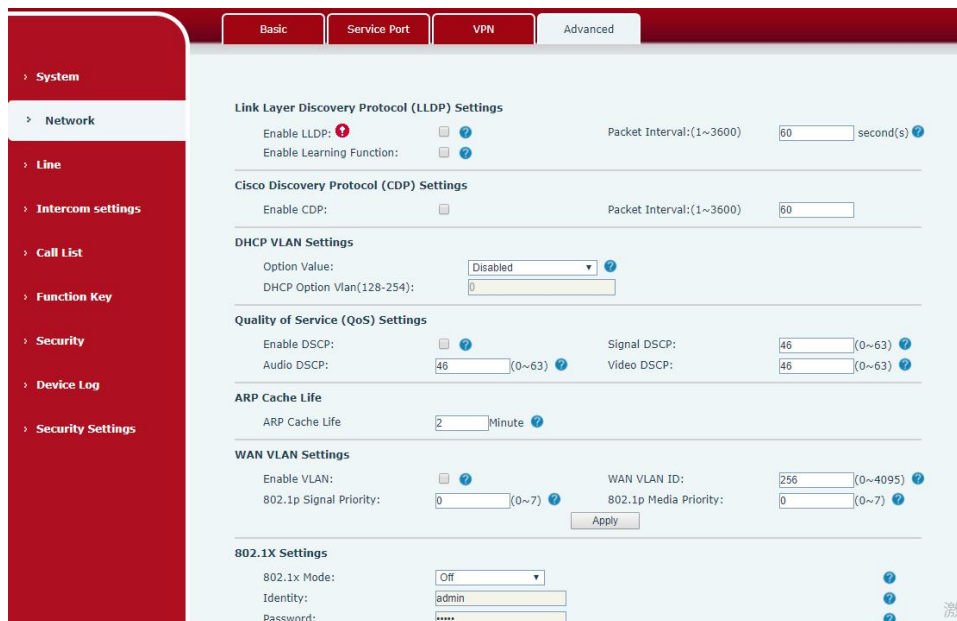 Basic Service Port VPN Advanced
System
Network
Line
Intercom settings
Call List
Function Key
Security
Device Log
Security Settings
Link Layer Discovery Protocol (LLDP) Settings
Enable LLDP: Packet Interval:(1~3600) 60 second(s)
Enable Learning Function:
Cisco Discovery Protocol (CDP) Settings
Enable CDP: Packet Interval:(1~3600) 60
DHCP VLAN Settings
Option Value: Disabled
DHCP Option Vlan(128-254): 0
Quality of Service (QoS) Settings
Enable DSCP: Signal DSCP: 46 (0~63)
Audio DSCP: 46 (0~63) Video DSCP: 46 (0~63)
ARP Cache Life
ARP Cache Life 2 Minute
WAN VLAN Settings
Enable VLAN: WAN VLAN ID: 256 (0~4095)
802.1p Signal Priority: 0 (0~7) 802.1p Media Priority: 0 (0~7)
Apply
802.1X Settings
802.1x Mode: Off
Identity: admin
Password: •••••
激